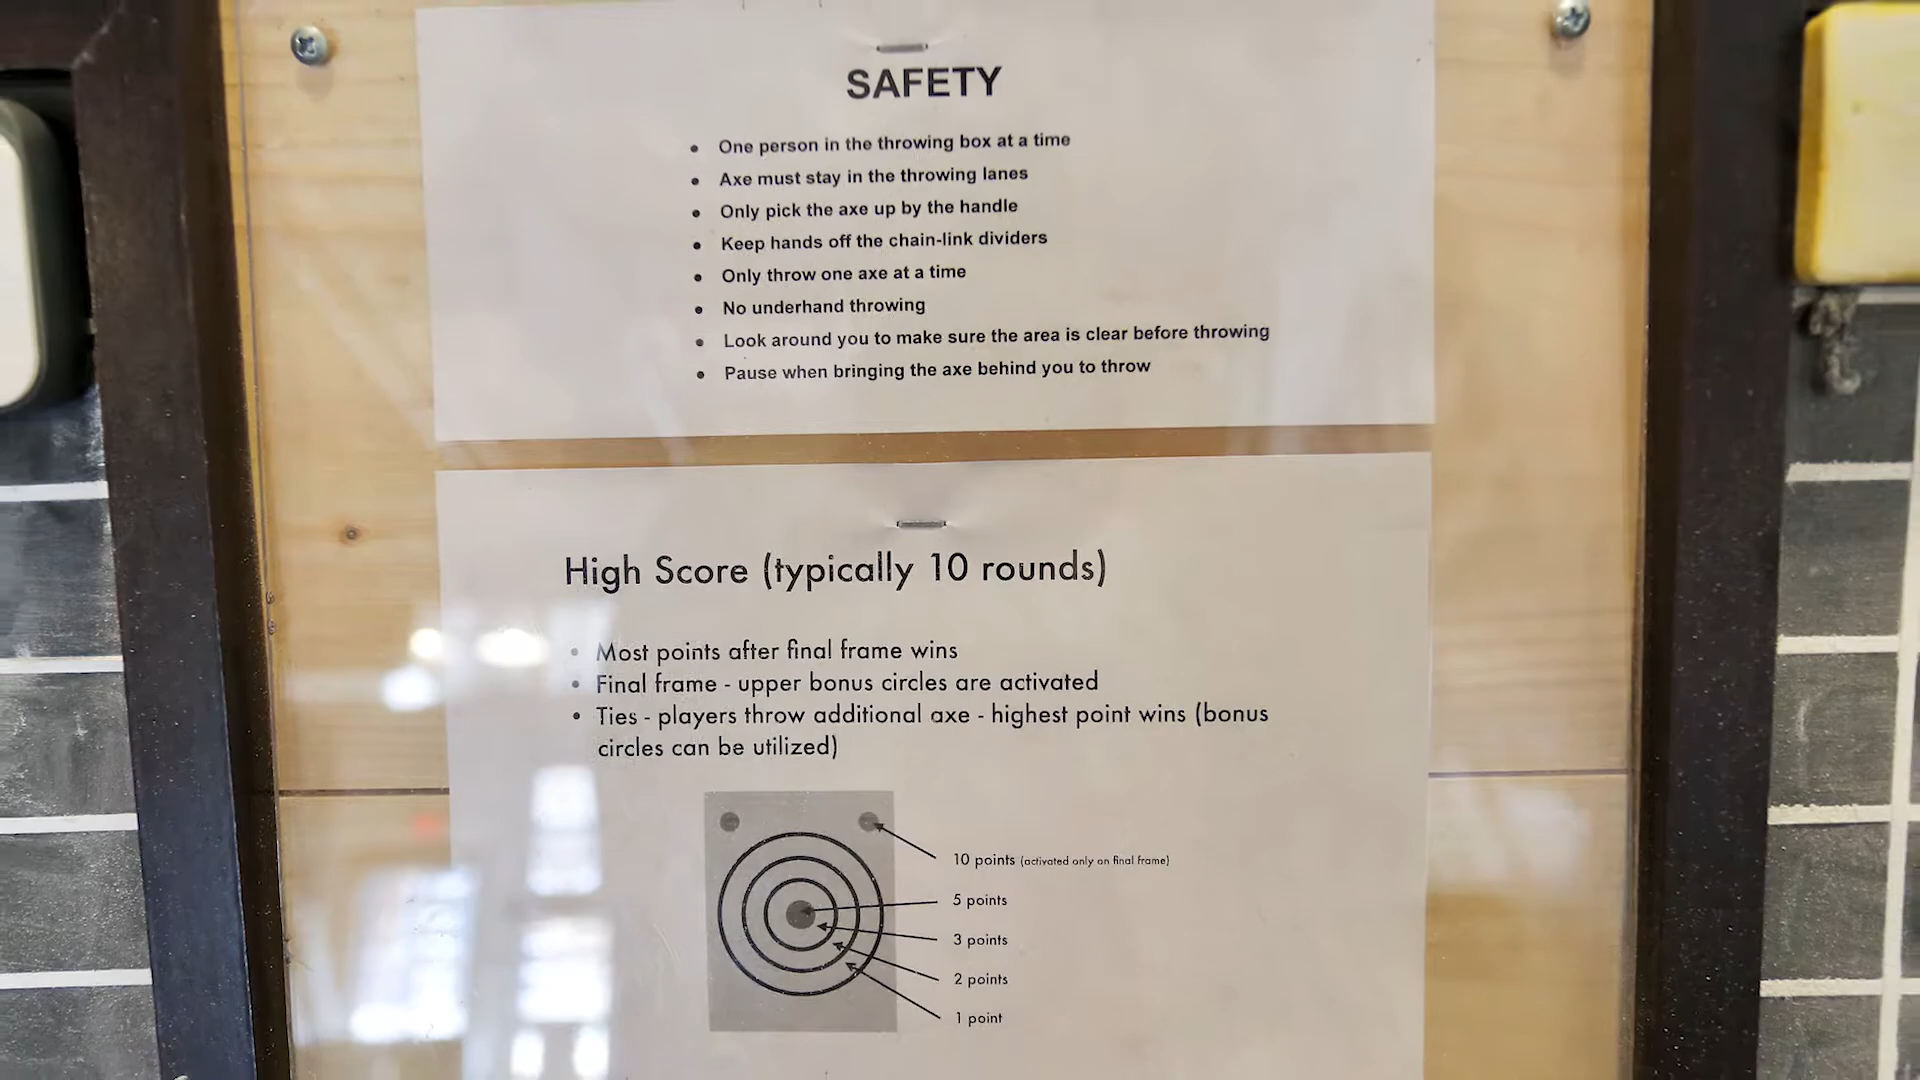 SAFETY
• One person in the throwing box at a time
• Axe must stay in the throwing lanes
• Only pick the axe up by the handle
• Keep hands off the chain-link dividers
• Only throw one axe at a time
• No underhand throwing
• Look around you to make sure the area is clear before throwing
• Pause when bringing the axe behind you to throw
High Score (typically 10 rounds)
• Most points after final frame wins
• Final frame - upper bonus circles are activated
• Ties - players throw additional axe - highest point wins (bonus
circles can be utilized)
10 points (activated only on final frame)
5 points
3 points
2 points
1 point